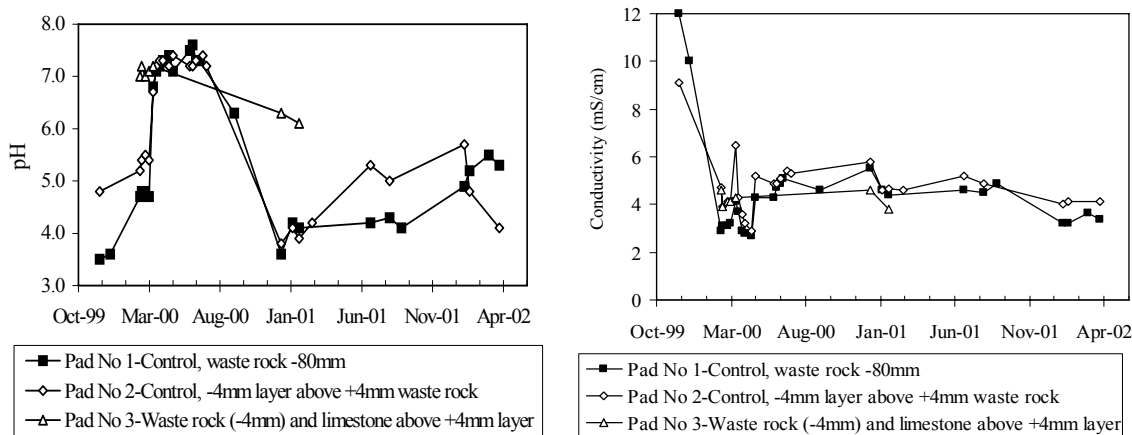 8.0
7.0
6.0
5.0
4.0
3.0
pH
Oct-99 Mar-00 Aug-00 Jan-01 Jun-01 Nov-01 Apr-02
Pad No 1-Control, waste rock -80mm
Pad No 2-Control, -4mm layer above +4mm waste rock
Pad No 3-Waste rock (-4mm) and limestone above +4mm layer
12
10
8
6
4
2
0
Conductivity (mS/cm)
Oct-99 Mar-00 Aug-00 Jan-01 Jun-01 Nov-01 Apr-02
Pad No 1-Control, waste rock -80mm
Pad No 2-Control, -4mm layer above +4mm waste rock
Pad No 3-Waste rock (-4mm) and limestone above +4mm layer